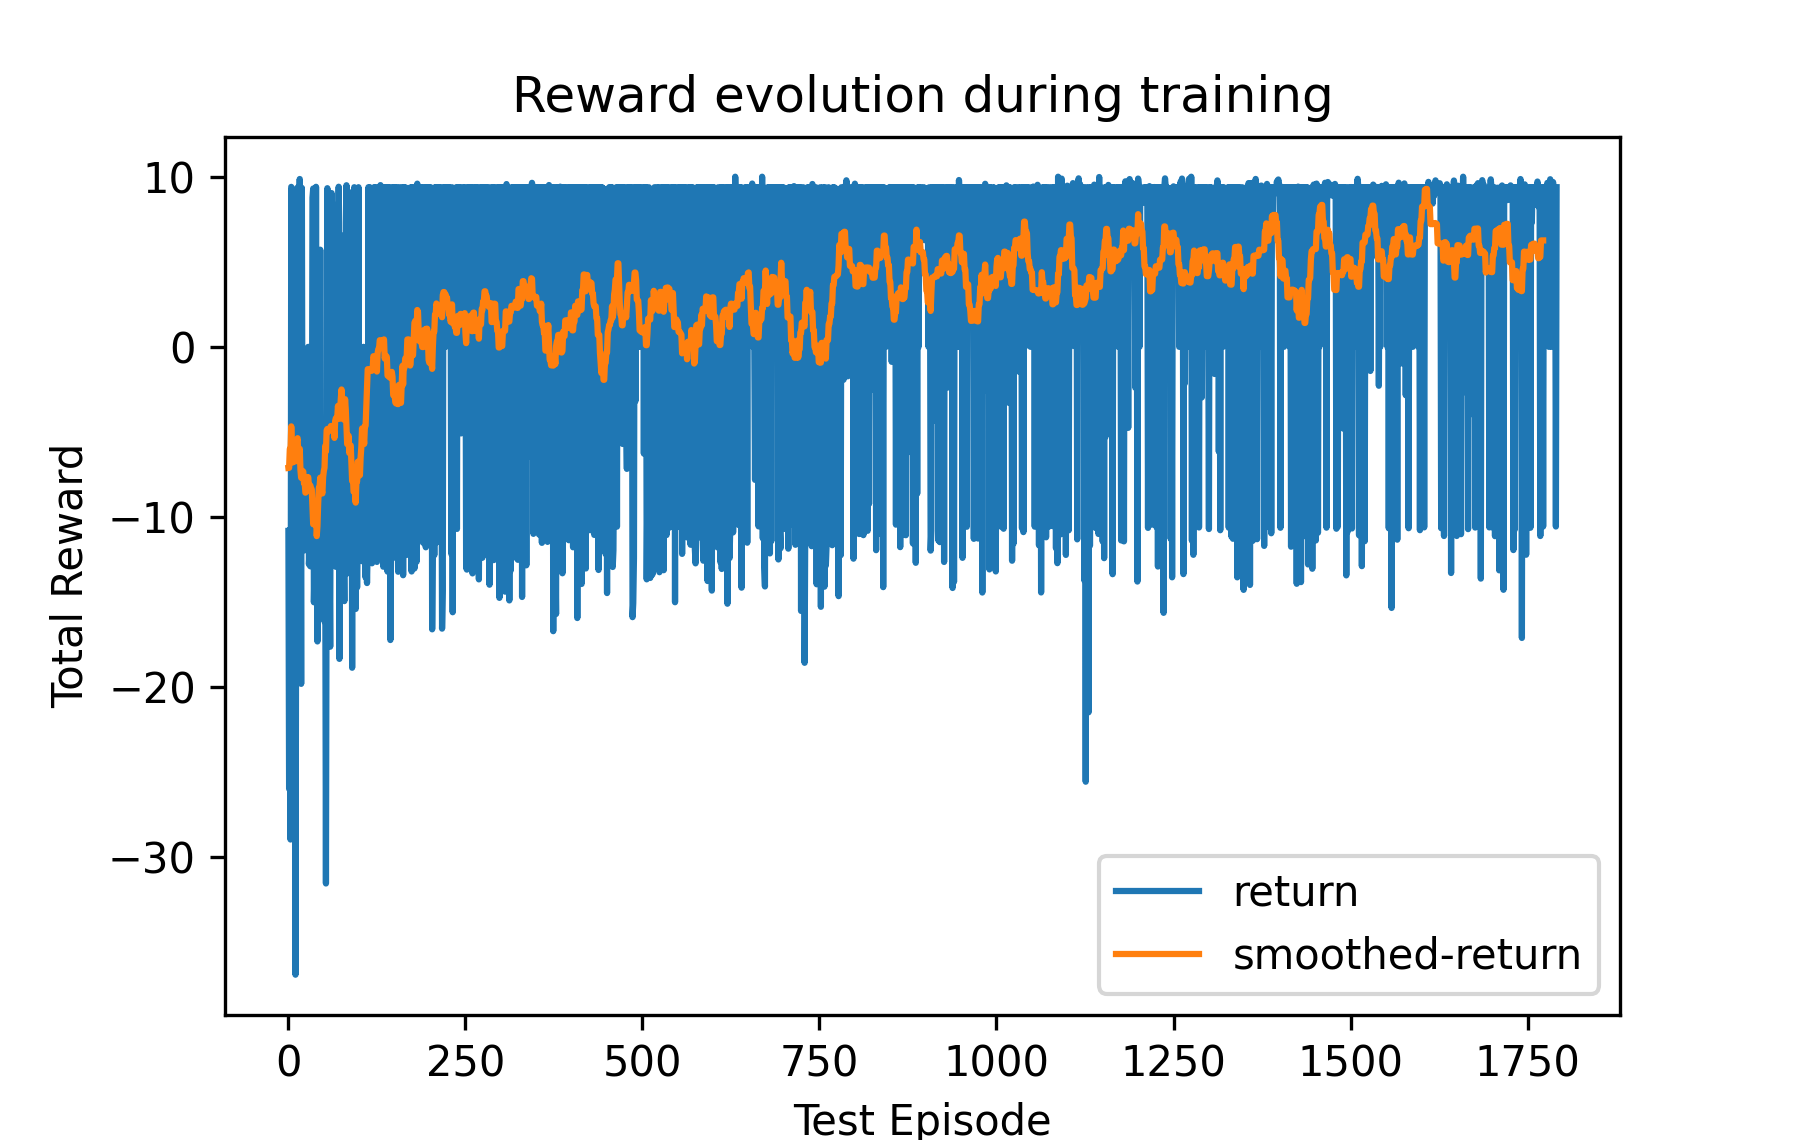 Reward evolution during training
10
0
−10
−20
−30
Total Reward
return
smoothed-return
0 250 500 750 1000 1250 1500 1750
Test Episode